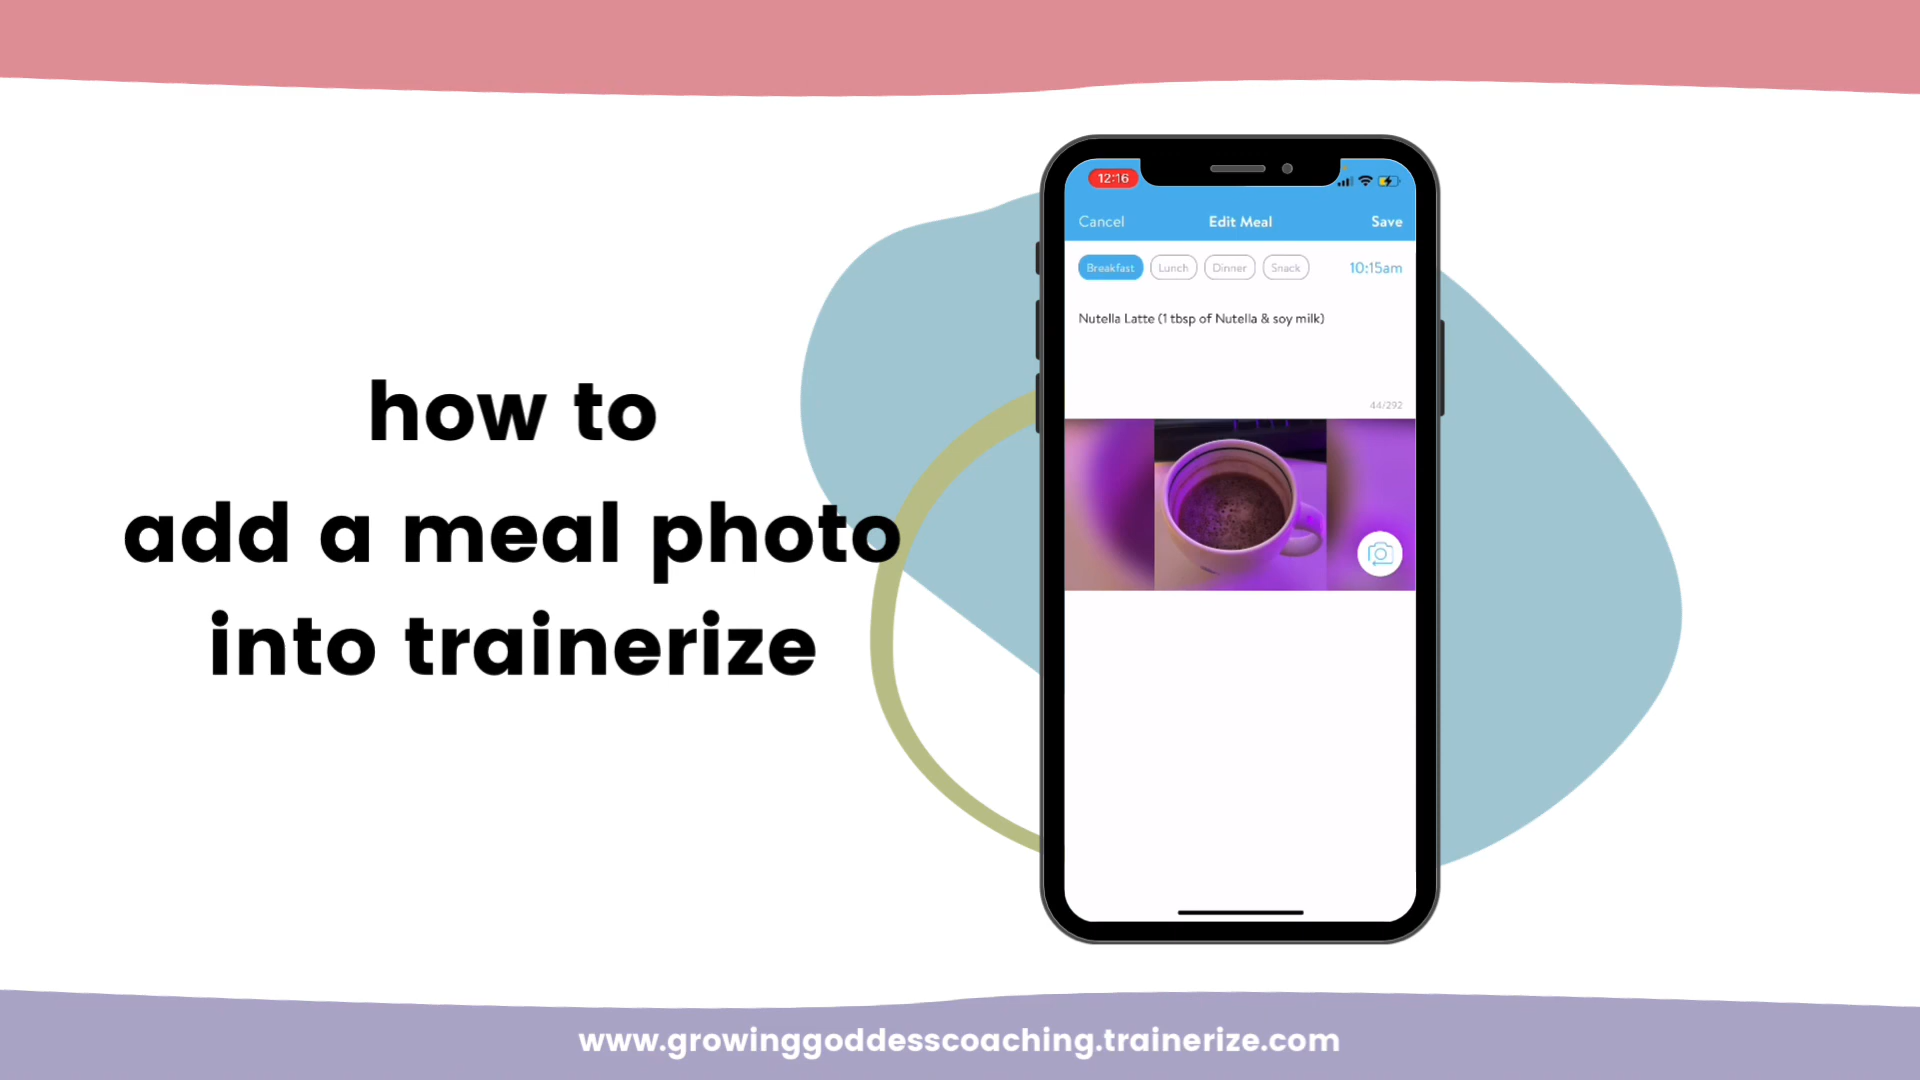 how to
add a meal photo
into trainerize
12:16
Cancel Edit Meal Save
Breakfast Lunch Dinner Snack 10:15am
Nutella Latte (1 tbsp of Nutella & soy milk)
44/292
www.growinggoddesscoaching.trainerize.com